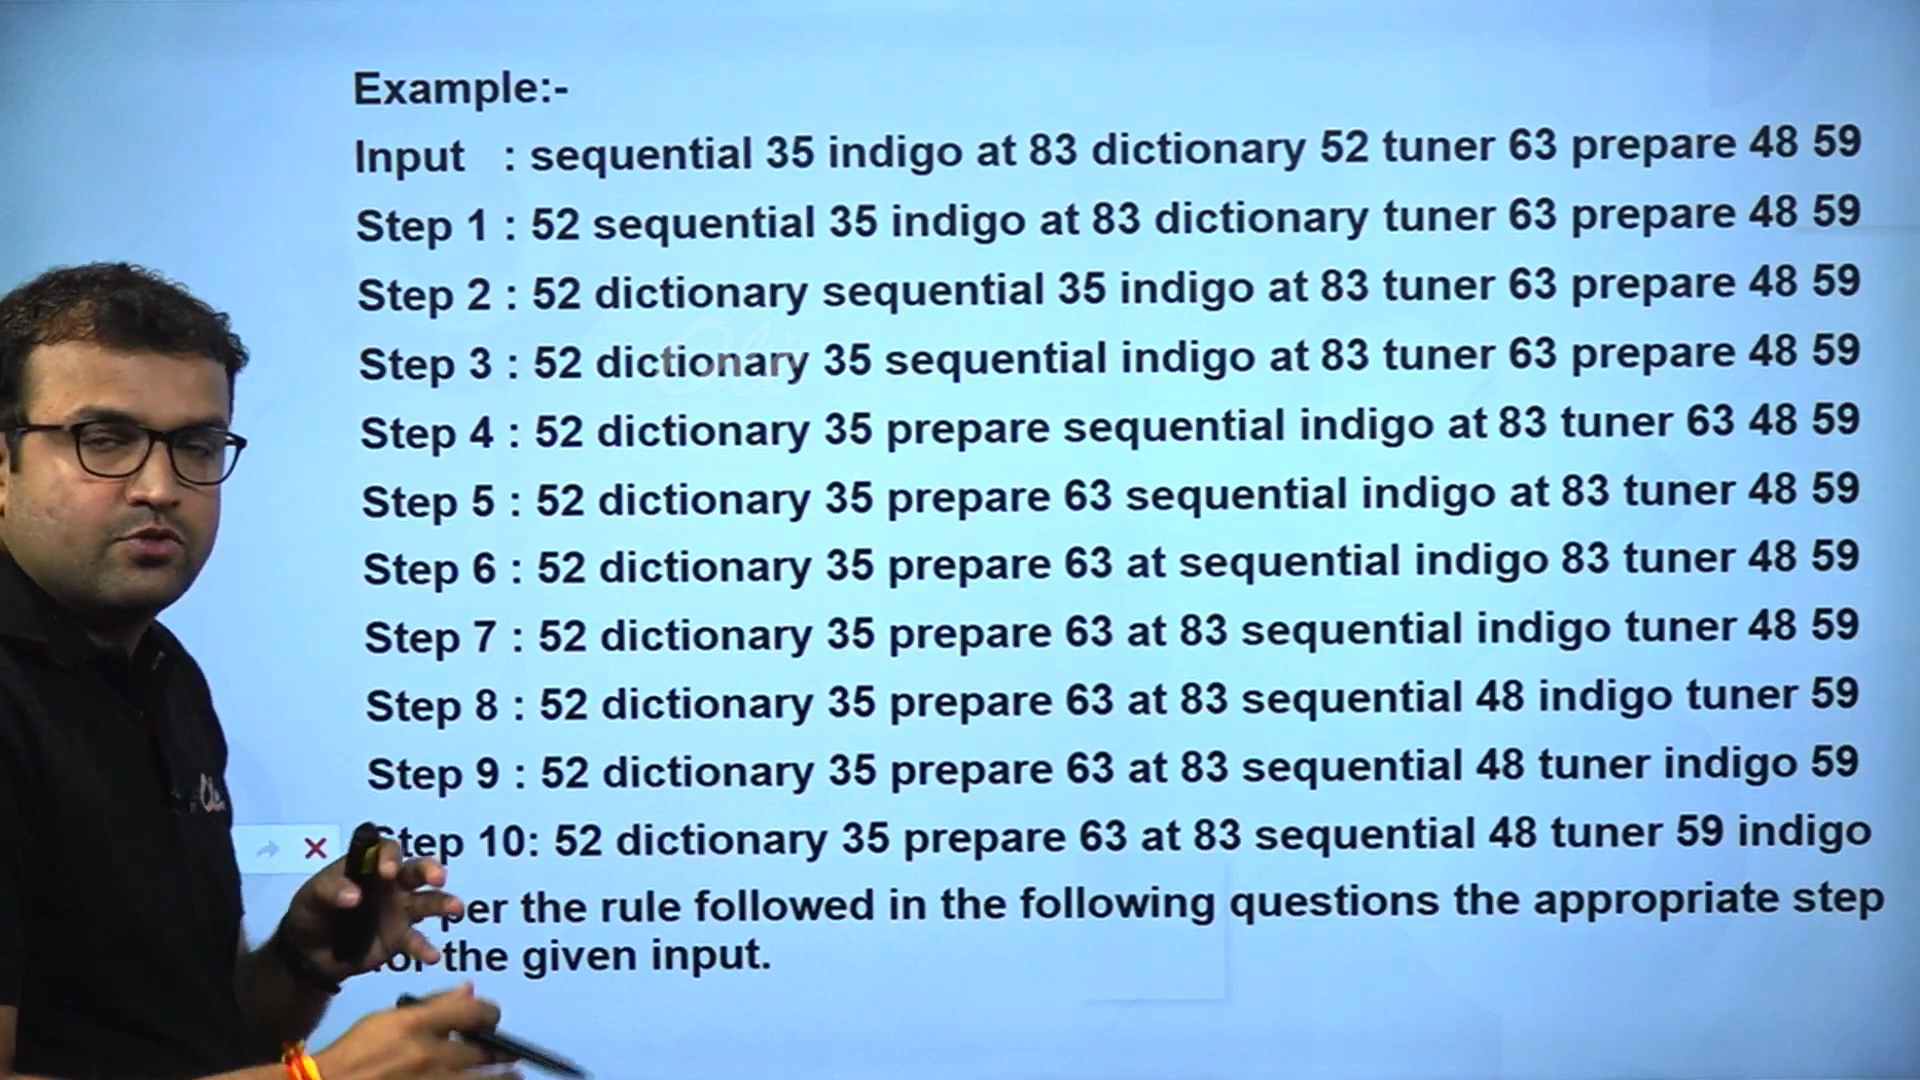 Example:-
Input : sequential 35 indigo at 83 dictionary 52 tuner 63 prepare 48 59
Step 1 : 52 sequential 35 indigo at 83 dictionary tuner 63 prepare 48 59
Step 2 : 52 dictionary sequential 35 indigo at 83 tuner 63 prepare 48 59
Step 3 : 52 dictionary 35 sequential indigo at 83 tuner 63 prepare 48 59
Step 4 : 52 dictionary 35 prepare sequential indigo at 83 tuner 63 48 59
Step 5 : 52 dictionary 35 prepare 63 sequential indigo at 83 tuner 48 59
Step 6 : 52 dictionary 35 prepare 63 at sequential indigo 83 tuner 48 59
Step 7 : 52 dictionary 35 prepare 63 at 83 sequential indigo tuner 48 59
Step 8 : 52 dictionary 35 prepare 63 at 83 sequential 48 indigo tuner 59
Step 9 : 52 dictionary 35 prepare 63 at 83 sequential 48 tuner indigo 59
Step 10: 52 dictionary 35 prepare 63 at 83 sequential 48 tuner 59 indigo
per the rule followed in the following questions the appropriate step
the given input.